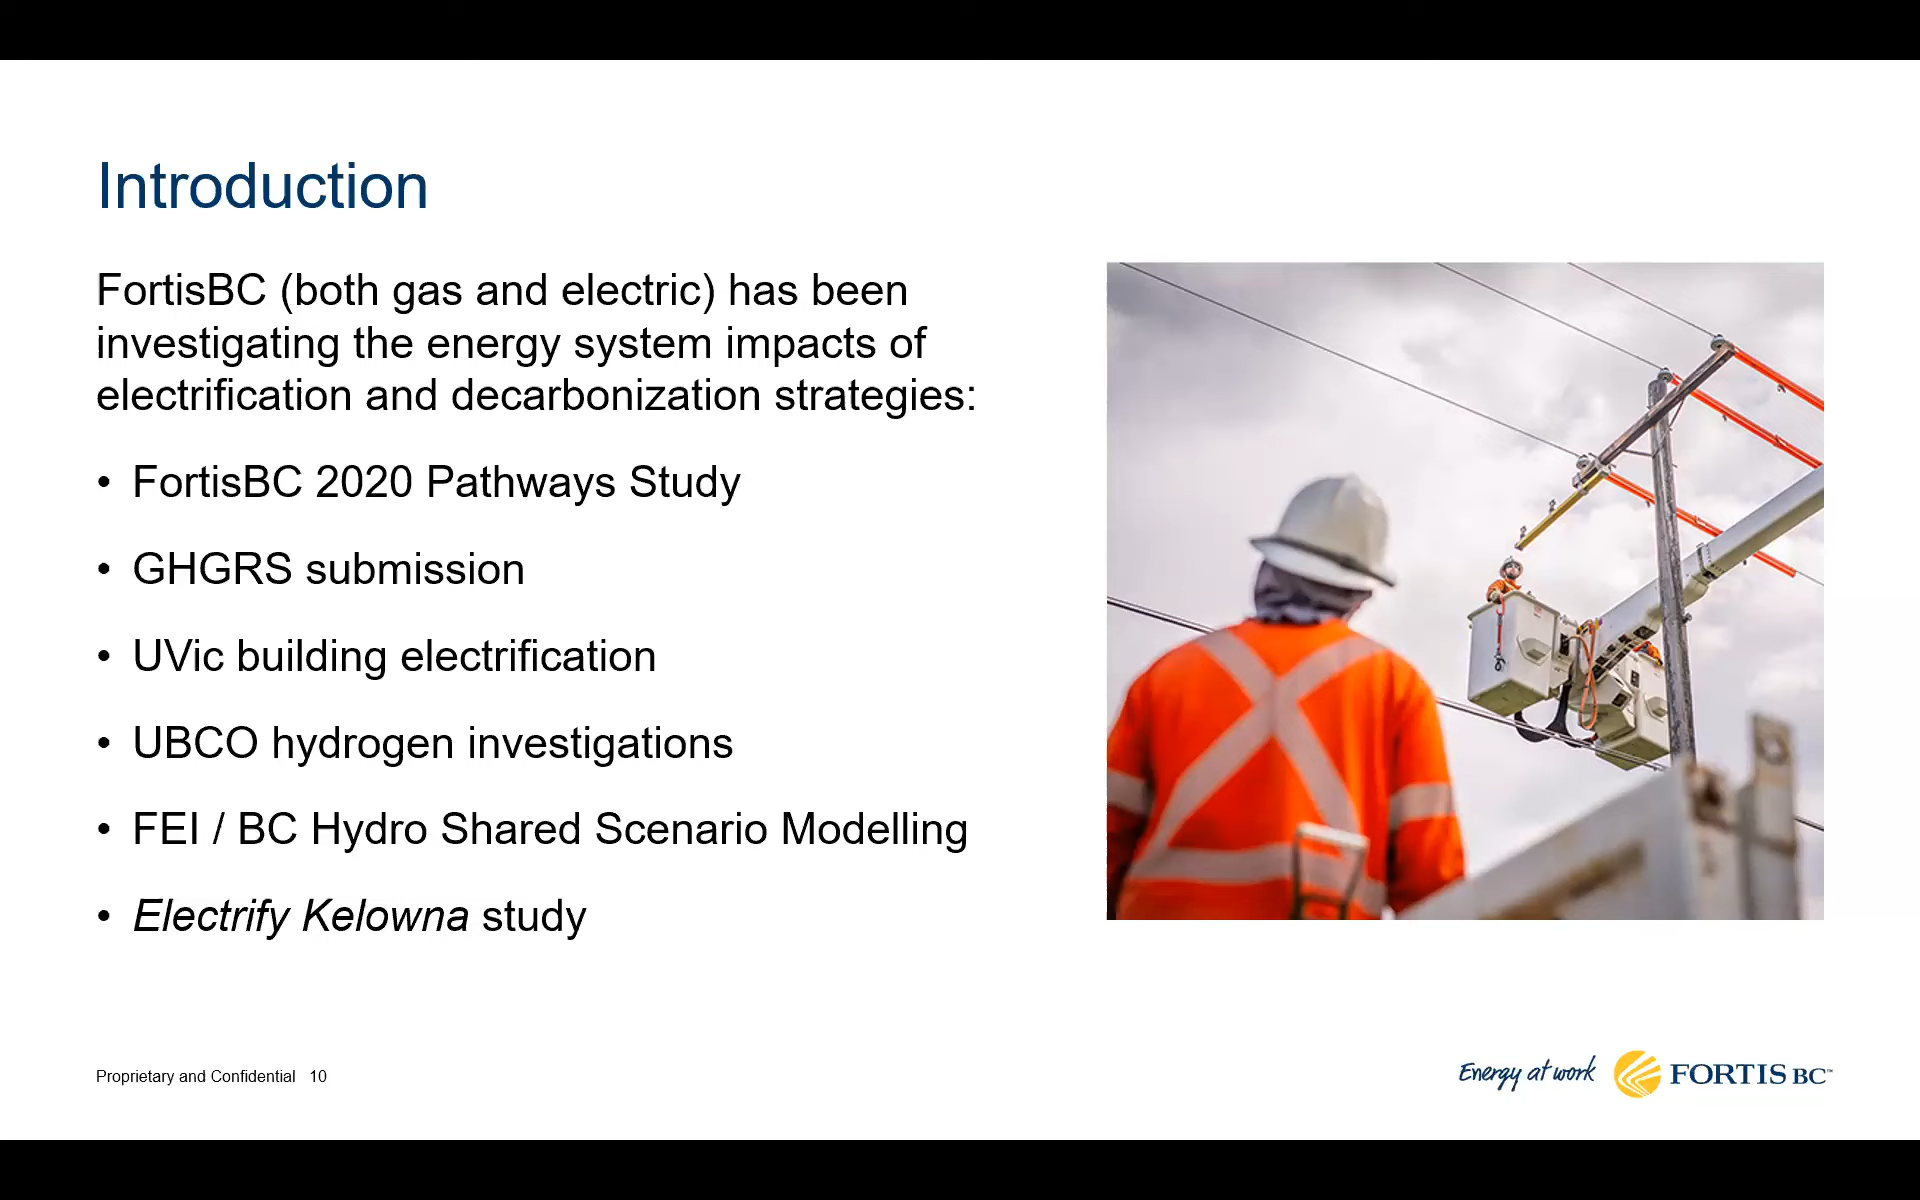 Introduction
FortisBC (both gas and electric) has been
investigating the energy system impacts of
electrification and decarbonization strategies:
• FortisBC 2020 Pathways Study
• GHGRS submission
• UVic building electrification
• UBCO hydrogen investigations
• FEI / BC Hydro Shared Scenario Modelling
• Electrify Kelowna study
Proprietary and Confidential 10
Energy at work FORTIS BC™